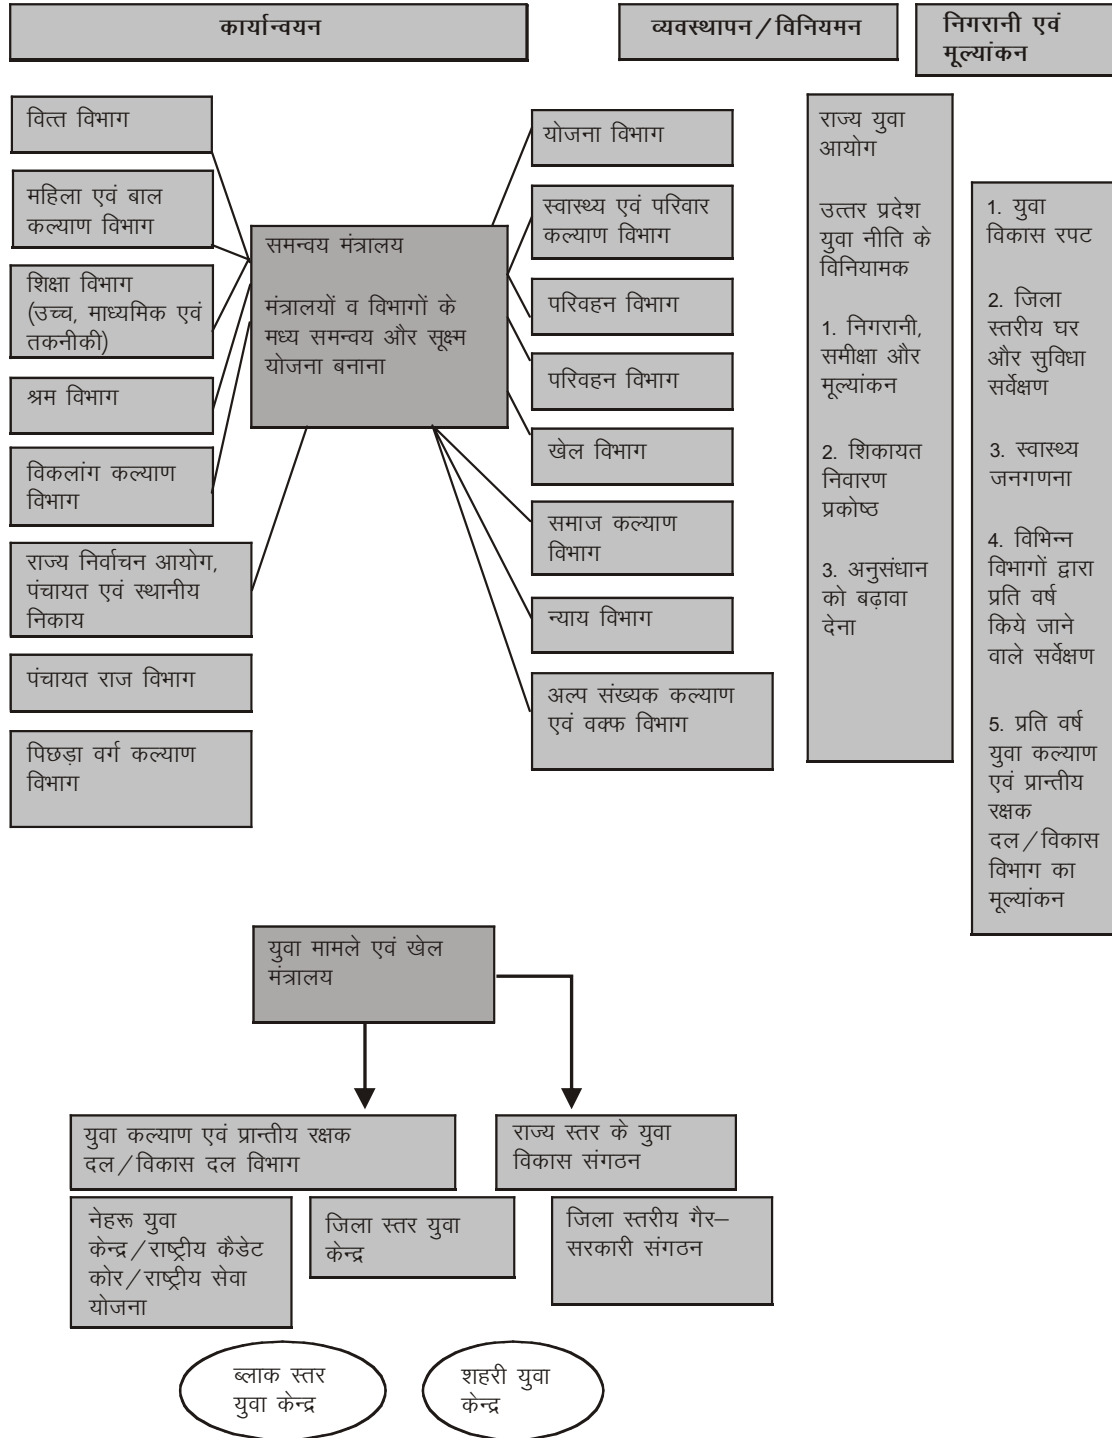 कार्यान्वयन
व्यवस्थापन/विनियमन
निगरानी एवं
मूल्यांकन
वित्त विभाग
महिला एवं बाल
कल्याण विभाग
शिक्षा विभाग
(उच्च, माध्यमिक एवं
तकनीकी)
श्रम विभाग
विकलांग कल्याण
विभाग
राज्य निर्वाचन आयोग,
पंचायत एवं स्थानीय
निकाय
पंचायत राज विभाग
पिछड़ा वर्ग कल्याण
विभाग
समन्वय मंत्रालय
मंत्रालयों व विभागों के
मध्य समन्वय और सूक्ष्म
योजना बनाना
योजना विभाग
स्वास्थ्य एवं परिवार
कल्याण विभाग
परिवहन विभाग
परिवहन विभाग
खेल विभाग
समाज कल्याण
विभाग
न्याय विभाग
अल्प संख्यक कल्याण
एवं वक्फ विभाग
राज्य युवा
आयोग
उत्तर प्रदेश
युवा नीति के
विनियामक
1. निगरानी,
समीक्षा और
मूल्यांकन
2. शिकायत
निवारण
प्रकोष्ठ
3. अनुसंधान
को बढ़ावा
देना
1. युवा
विकास रपट
2. जिला
स्तरीय घर
और सुविधा
सर्वेक्षण
3. स्वास्थ्य
जनगणना
4. विभिन्न
विभागों द्वारा
प्रति वर्ष
किये जाने
वाले सर्वेक्षण
5. प्रति वर्ष
युवा कल्याण
एवं प्रान्तीय
रक्षक
दल/विकास
विभाग का
मूल्यांकन
युवा मामले एवं खेल
मंत्रालय
युवा कल्याण एवं प्रान्तीय रक्षक
दल/विकास दल विभाग
राज्य स्तर के युवा
विकास संगठन
नेहरू युवा
केन्द्र/राष्ट्रीय कैडेट
कोर/राष्ट्रीय सेवा
योजना
जिला स्तर युवा
केन्द्र
जिला स्तरीय गैर–
सरकारी संगठन
ब्लाक स्तर
युवा केन्द्र
शहरी युवा
केन्द्र